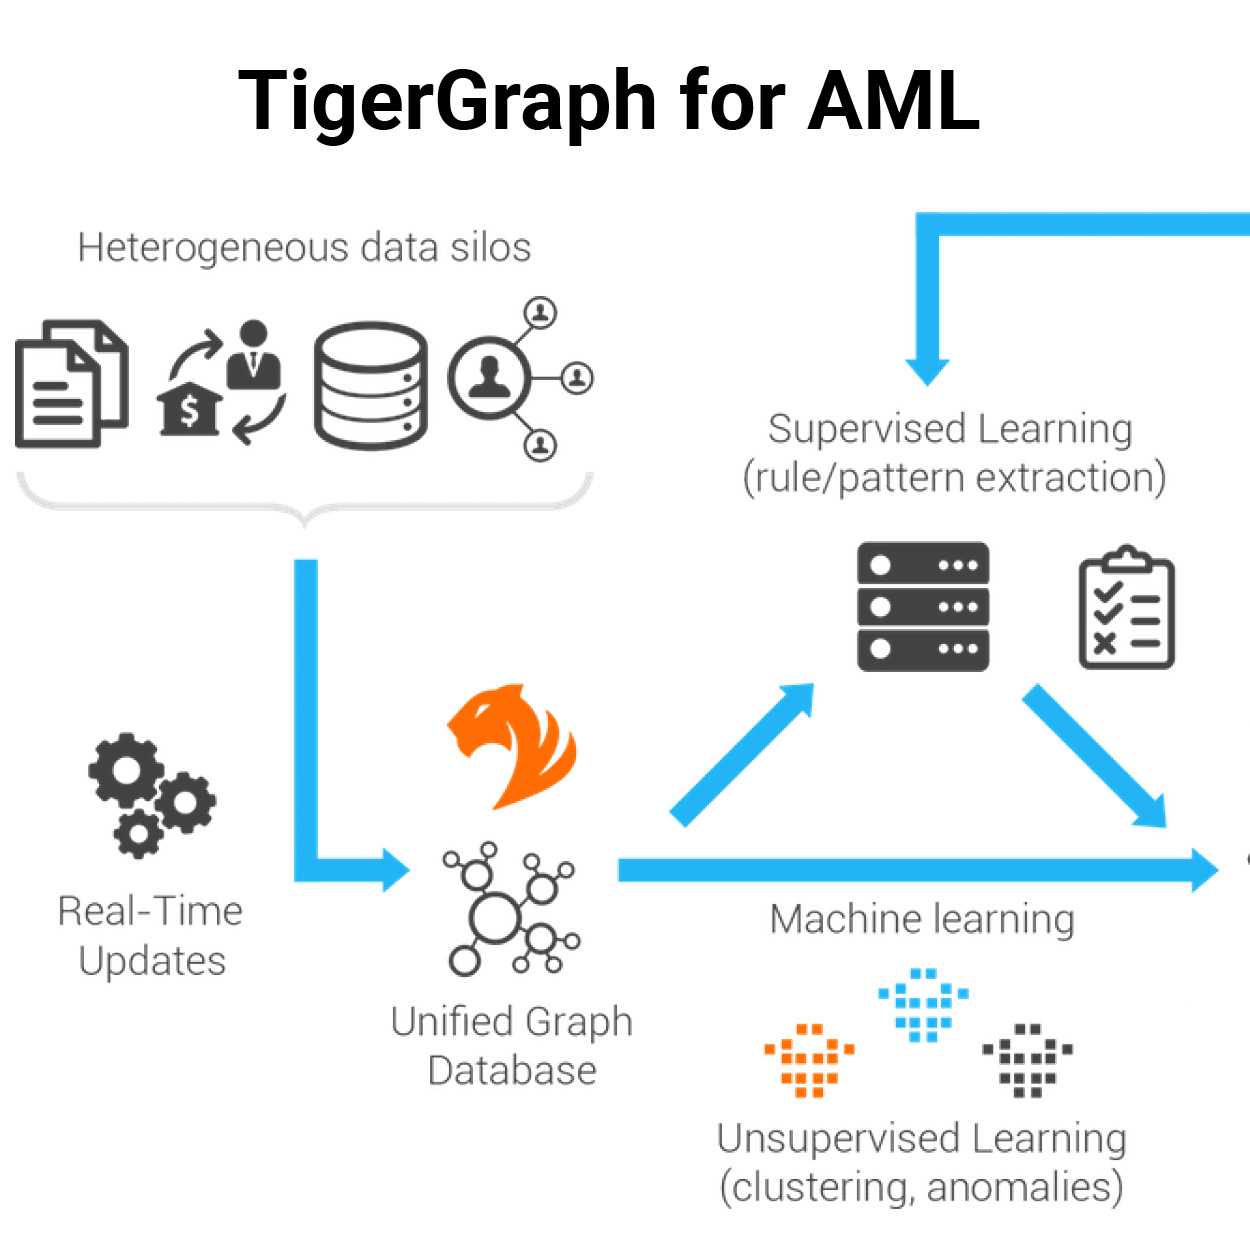 TigerGraph for AML
Heterogeneous data silos
$
Supervised Learning
(rule/pattern extraction)
Real-Time
Updates
Unified Graph
Database
Machine learning
Unsupervised Learning
(clustering, anomalies)